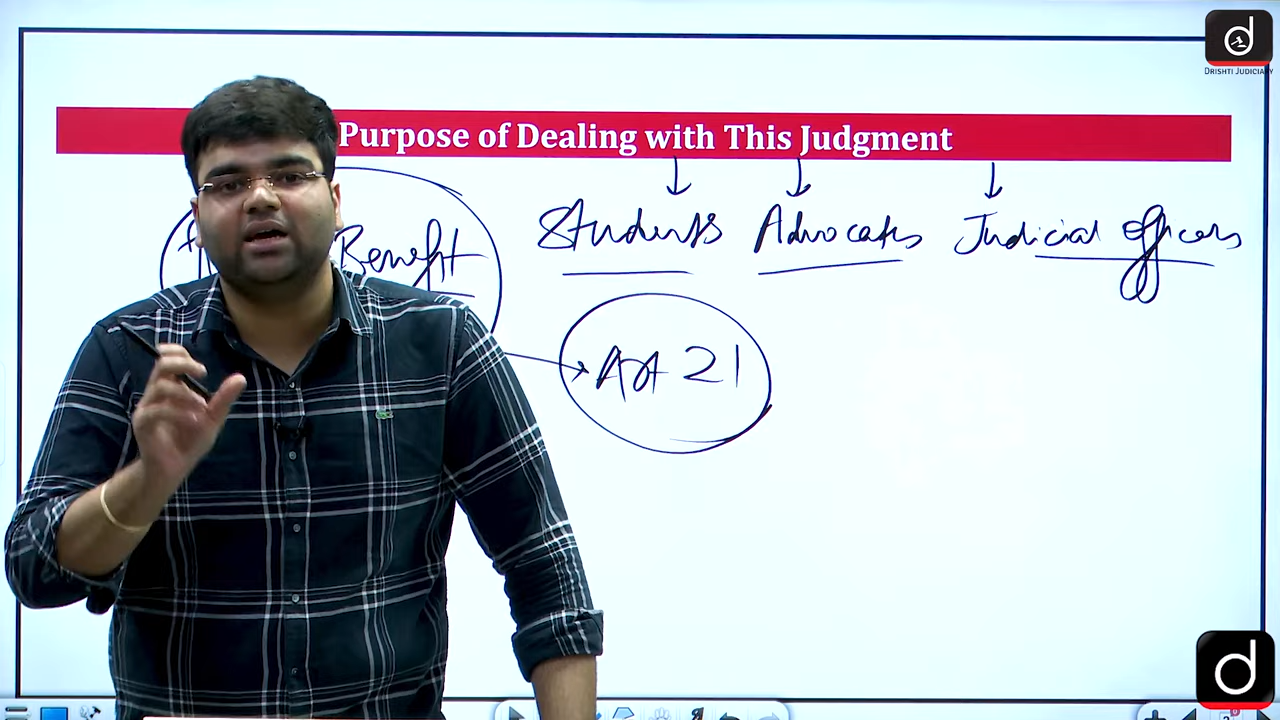 DRISHTI JUDICIARY
Purpose of Dealing with This Judgment
Students Advocates Judicial officers
Benefit
Art 21